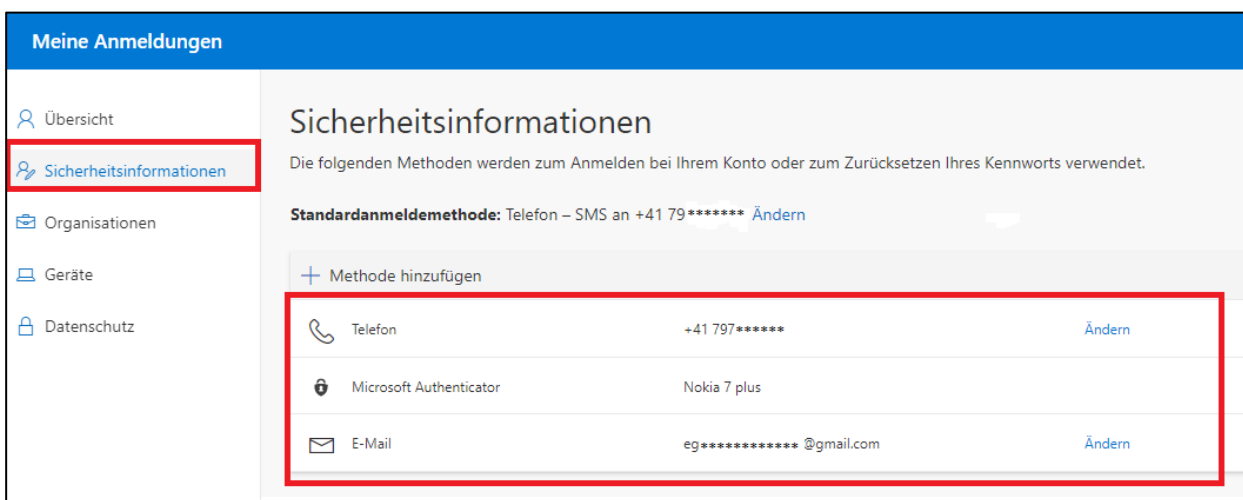 Meine Anmeldungen
Übersicht
Sicherheitsinformationen
Organisationen
Geräte
Datenschutz
Sicherheitsinformationen
Die folgenden Methoden werden zum Anmelden bei Ihrem Konto oder zum Zurücksetzen Ihres Kennworts verwendet.
Standardanmeldemethode: Telefon – SMS an +41 79******* Ändern
+ Methode hinzufügen
Telefon +41 797****** Ändern
Microsoft Authenticator Nokia 7 plus
E-Mail eg************ @gmail.com Ändern